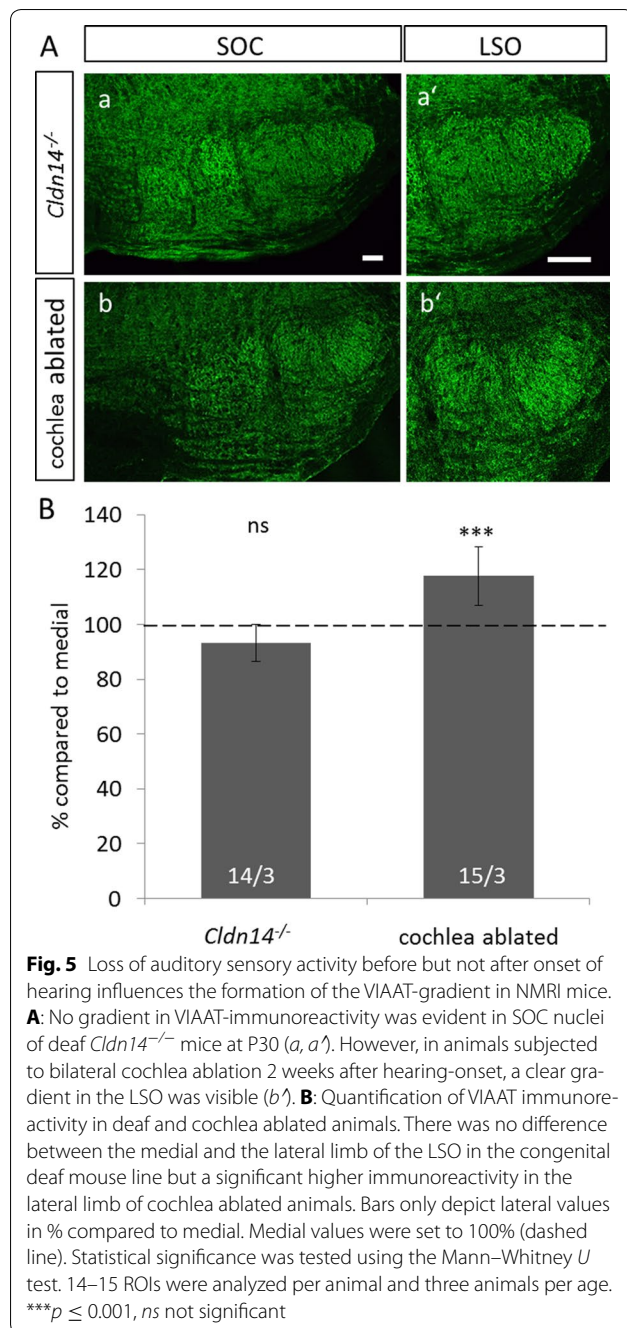 A
SOC
LSO
Cldn14-/-
a
a‘
cochlea ablated
b
b‘
B
140
120
100
80
60
40
20
0
% compared to medial
ns
***
14/3
15/3
Cldn14-/-
cochlea ablated
Fig. 5 Loss of auditory sensory activity before but not after onset of
hearing influences the formation of the VIAAT-gradient in NMRI mice.
A: No gradient in VIAAT-immunoreactivity was evident in SOC nuclei
of deaf Cldn14−/− mice at P30 (a, a′). However, in animals subjected
to bilateral cochlea ablation 2 weeks after hearing-onset, a clear gra-
dient in the LSO was visible (b′). B: Quantification of VIAAT immunore-
activity in deaf and cochlea ablated animals. There was no difference
between the medial and the lateral limb of the LSO in the congenital
deaf mouse line but a significant higher immunoreactivity in the
lateral limb of cochlea ablated animals. Bars only depict lateral values
in % compared to medial. Medial values were set to 100% (dashed
line). Statistical significance was tested using the Mann–Whitney U
test. 14–15 ROIs were analyzed per animal and three animals per age.
***p ≤ 0.001, ns not significant